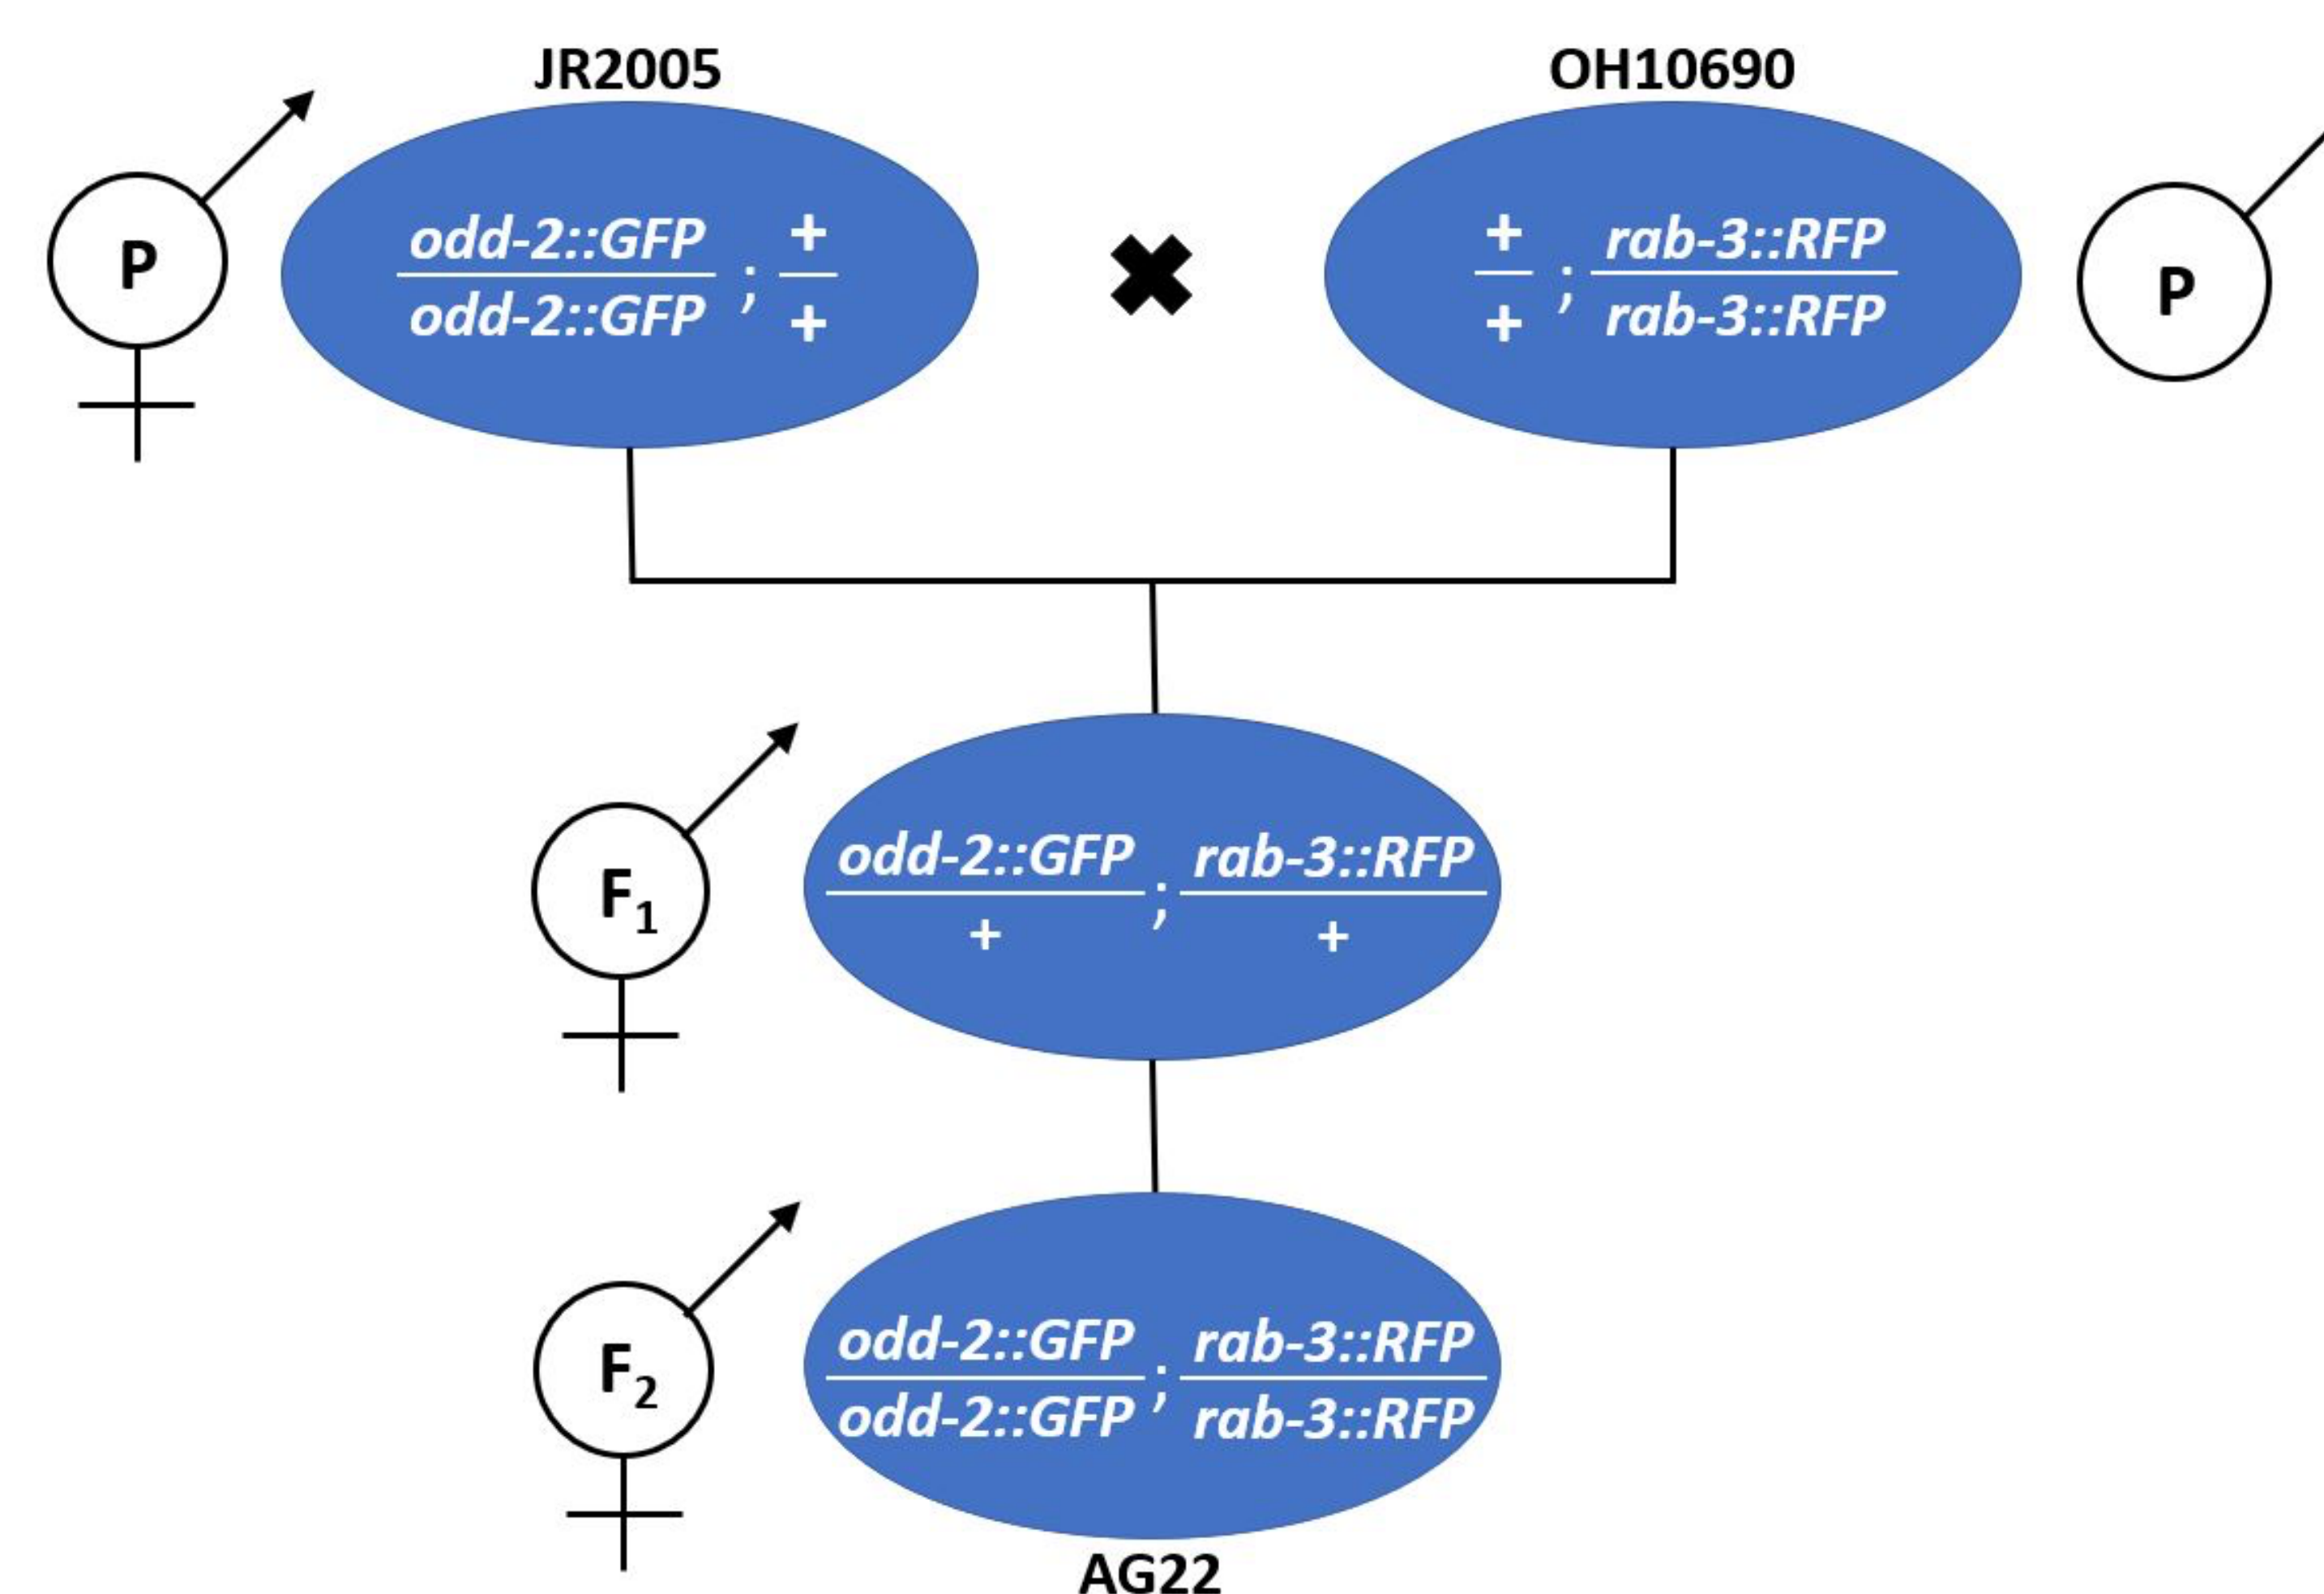 JR2005
OH10690
P
odd-2::GFP
odd-2::GFP
;
+
+
+
+
;
rab-3::RFP
rab-3::RFP
P
F1
odd-2::GFP
+
;
rab-3::RFP
+
F2
odd-2::GFP
odd-2::GFP
;
rab-3::RFP
rab-3::RFP
AG22